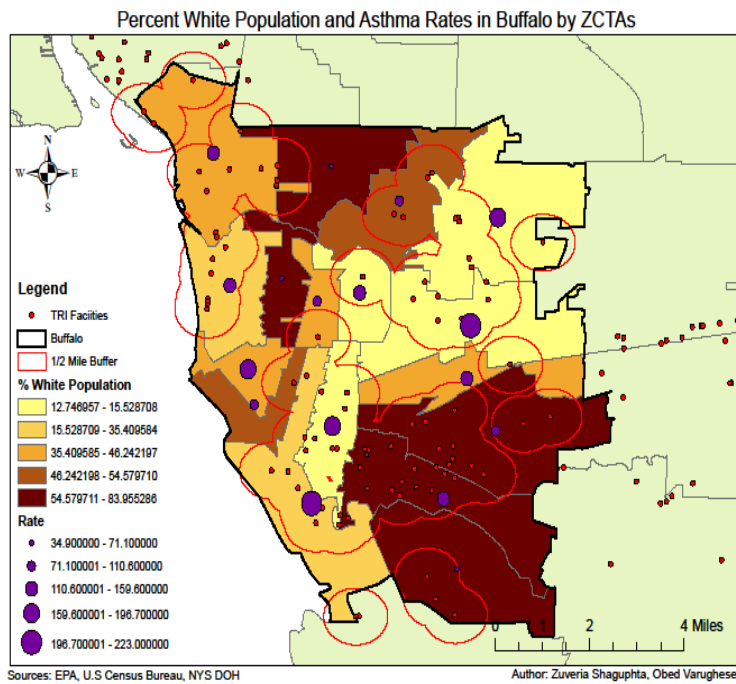 Percent White Population and Asthma Rates in Buffalo by ZCTAs
N
W
E
S
Legend
TRI Faciities
Buffalo
1/2 Mile Buffer
% White Population
12.746957 - 15.528708
15.528709 - 35.409584
35.409585 - 46.242197
46.242198 - 54.579710
54.579711 - 83.955286
Rate
34.900000 - 71.100000
71.100001 - 110.600000
110.600001 - 159.600000
159.600001 - 196.700000
196.700001 - 223.000000
0 1 2 4 Miles
Sources: EPA, U.S Census Bureau, NYS DOH
Author: Zuveria Shaguphta, Obed Varughese